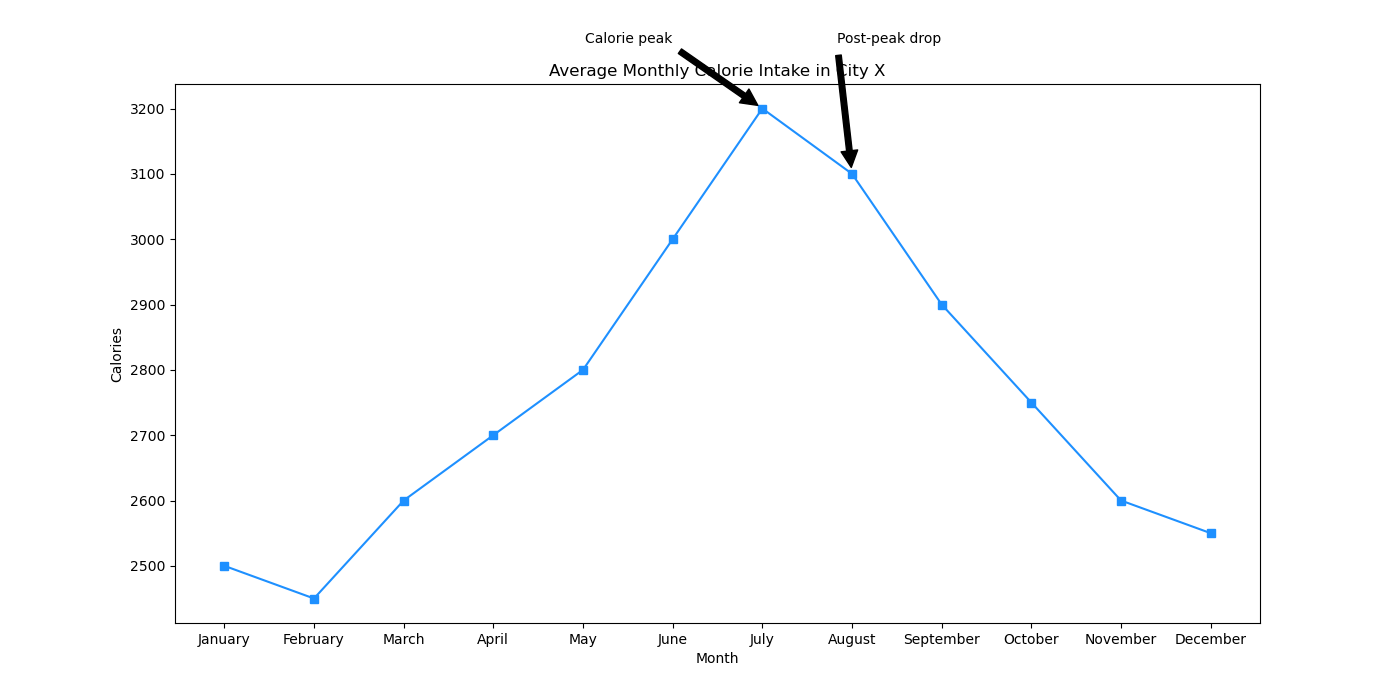 Calorie peak
Post-peak drop
Average Monthly Calorie Intake in City X
3200
3100
3000
2900
2800
2700
2600
2500
Calories
January
February
March
April
May
June
July
August
September
October
November
December
Month